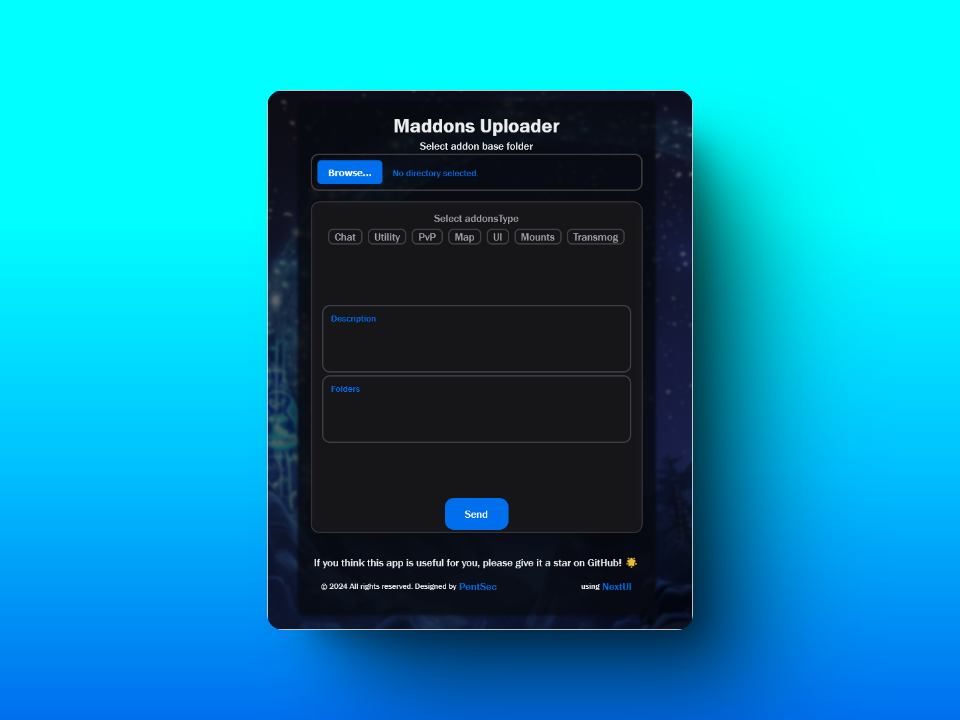 Maddons Uploader
Select addon base folder
Browse... No directory selected.
Select addonsType
Chat Utility PvP Map UI Mounts Transmog
Description
Folders
Send
If you think this app is useful for you, please give it a star on GitHub! 🌟
© 2024 All rights reserved. Designed by PentSec using NextUI